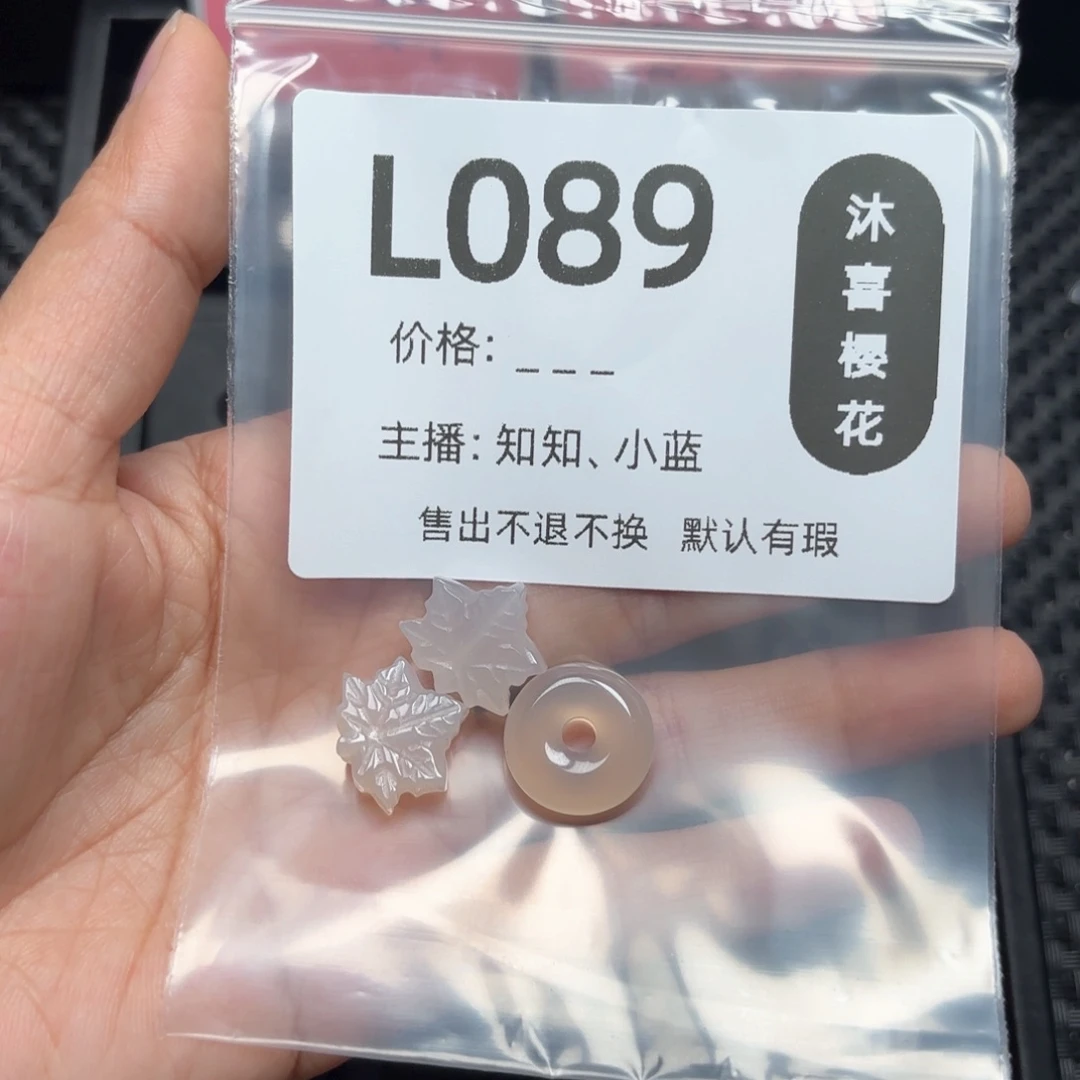 L089
价格：_ _ _
主播：知知、小蓝
售出不退不换 默认有瑕
沐喜樱花